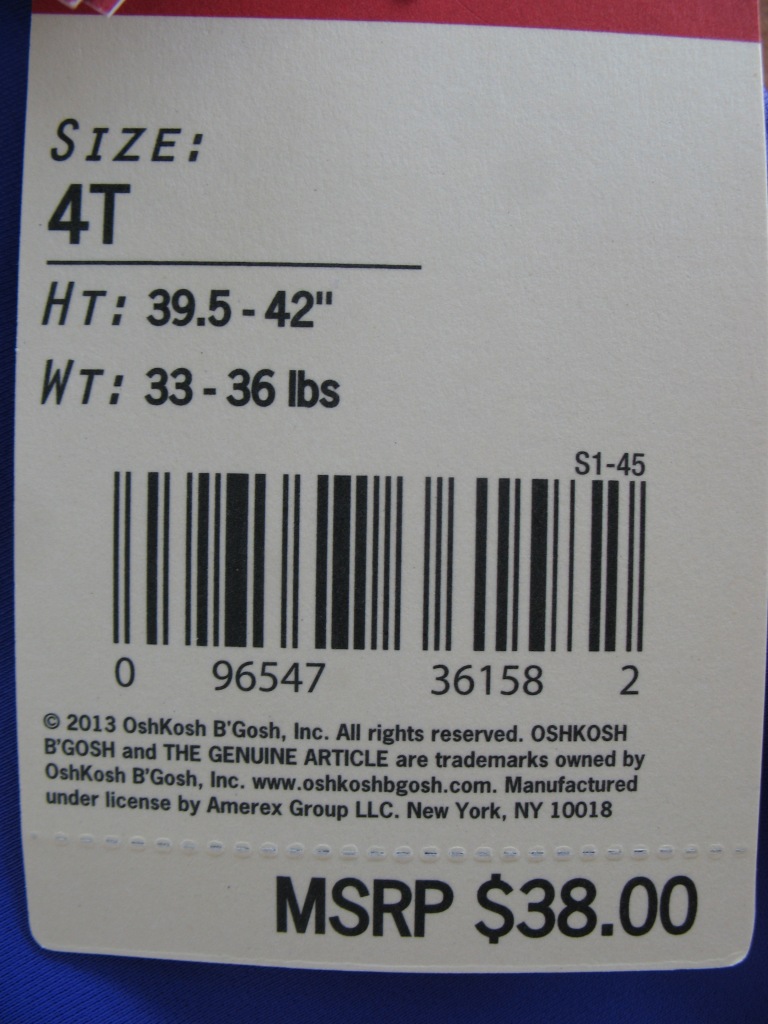 SIZE:
4T
HT: 39.5 - 42"
WT: 33 - 36 lbs
S1-45
0 96547 36158 2
© 2013 OshKosh B'Gosh, Inc. All rights reserved. OSHKOSH
B'GOSH and THE GENUINE ARTICLE are trademarks owned by
OshKosh B'Gosh, Inc. www.oshkoshbgosh.com. Manufactured
under license by Amerex Group LLC. New York, NY 10018
MSRP $38.00